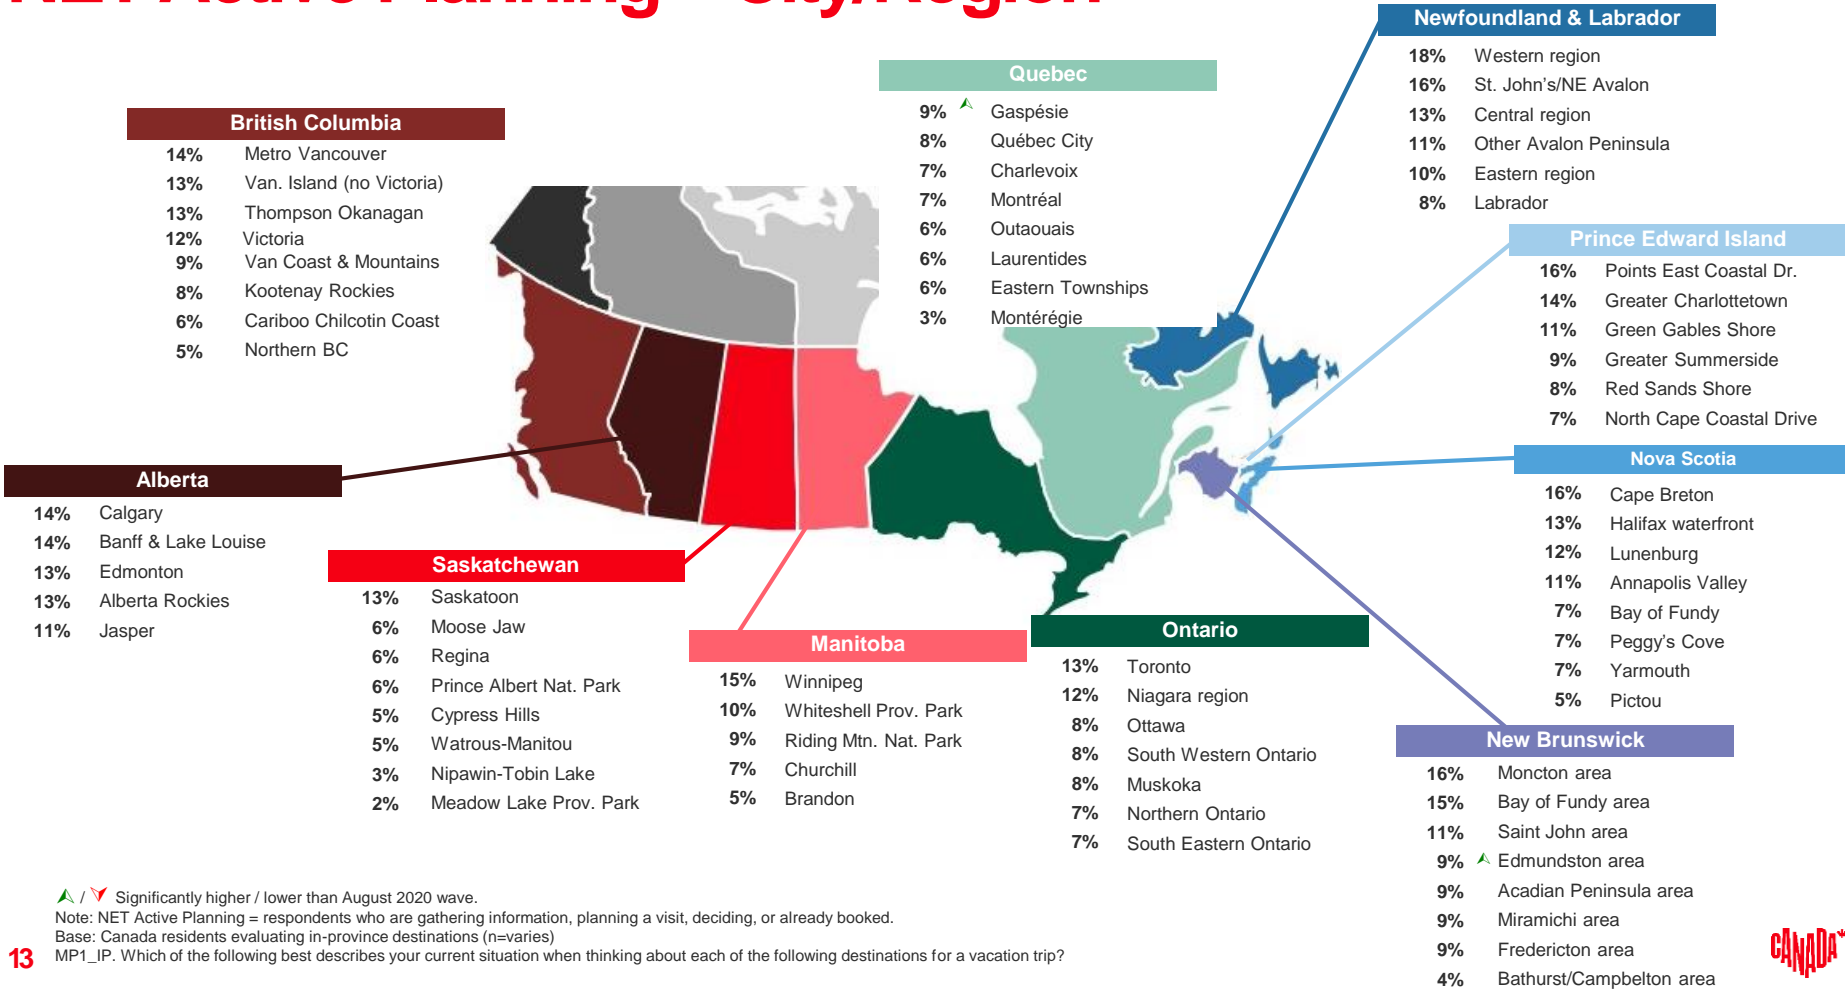 NET Active Planning – City/Region
Newfoundland & Labrador
18% Western region
16% St. John's/NE Avalon
13% Central region
11% Other Avalon Peninsula
10% Eastern region
8% Labrador
Quebec
9% Gaspésie
8% Québec City
7% Charlevoix
7% Montréal
6% Outaouais
6% Laurentides
6% Eastern Townships
3% Montérégie
British Columbia
14% Metro Vancouver
13% Van. Island (no Victoria)
13% Thompson Okanagan
12% Victoria
9% Van Coast & Mountains
8% Kootenay Rockies
6% Cariboo Chilcotin Coast
5% Northern BC
Prince Edward Island
16% Points East Coastal Dr.
14% Greater Charlottetown
11% Green Gables Shore
9% Greater Summerside
8% Red Sands Shore
7% North Cape Coastal Drive
Nova Scotia
16% Cape Breton
13% Halifax waterfront
12% Lunenburg
11% Annapolis Valley
7% Bay of Fundy
7% Peggy's Cove
7% Yarmouth
5% Pictou
Alberta
14% Calgary
14% Banff & Lake Louise
13% Edmonton
13% Alberta Rockies
11% Jasper
Saskatchewan
13% Saskatoon
6% Moose Jaw
6% Regina
6% Prince Albert Nat. Park
5% Cypress Hills
5% Watrous-Manitou
3% Nipawin-Tobin Lake
2% Meadow Lake Prov. Park
Manitoba
15% Winnipeg
10% Whiteshell Prov. Park
9% Riding Mtn. Nat. Park
7% Churchill
5% Brandon
Ontario
13% Toronto
12% Niagara region
8% Ottawa
8% South Western Ontario
8% Muskoka
7% Northern Ontario
7% South Eastern Ontario
New Brunswick
16% Moncton area
15% Bay of Fundy area
11% Saint John area
9% Edmundston area
9% Acadian Peninsula area
9% Miramichi area
9% Fredericton area
4% Bathurst/Campbelton area
/ Significantly higher / lower than August 2020 wave.
Note: NET Active Planning = respondents who are gathering information, planning a visit, deciding, or already booked.
Base: Canada residents evaluating in-province destinations (n=varies)
MP1_IP. Which of the following best describes your current situation when thinking about each of the following destinations for a vacation trip?
13
CANADA